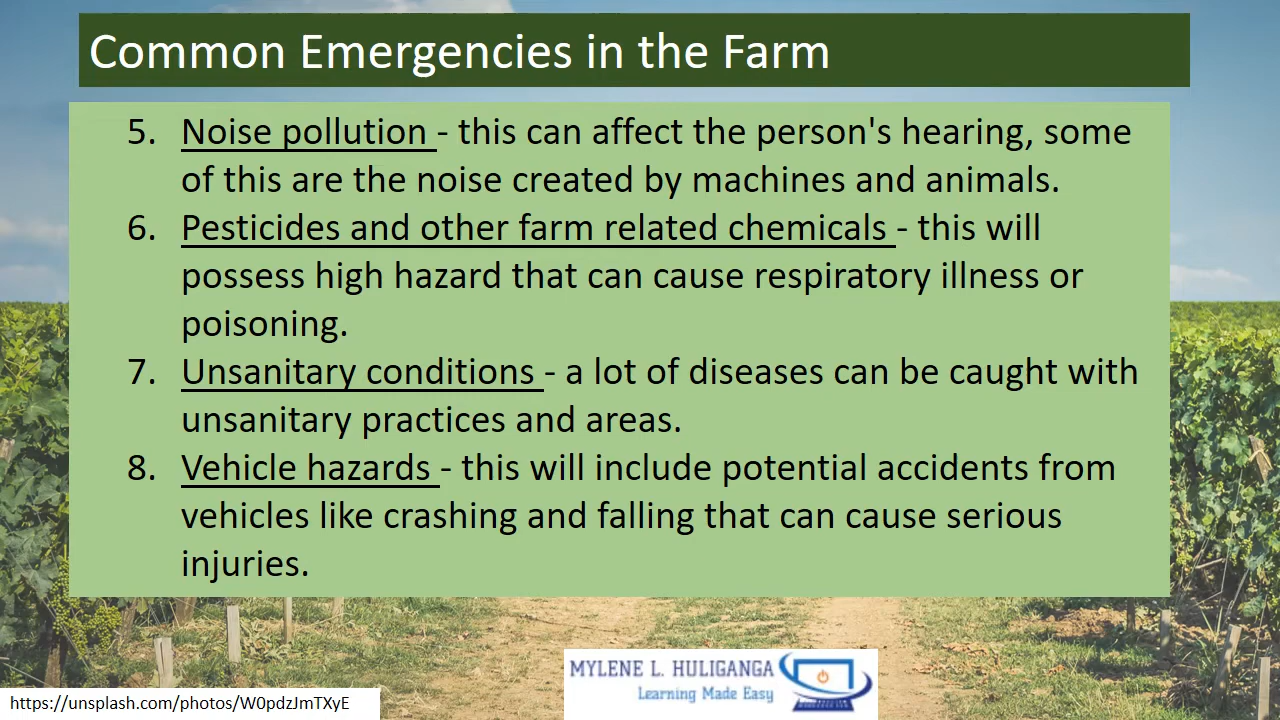 Common Emergencies in the Farm
5. Noise pollution - this can affect the person's hearing, some
of this are the noise created by machines and animals.
6. Pesticides and other farm related chemicals - this will
possess high hazard that can cause respiratory illness or
poisoning.
7. Unsanitary conditions - a lot of diseases can be caught with
unsanitary practices and areas.
8. Vehicle hazards - this will include potential accidents from
vehicles like crashing and falling that can cause serious
injuries.
MYLENE L. HULIGANGA
Learning Made Easy
https://unsplash.com/photos/W0pdzJmTXyE